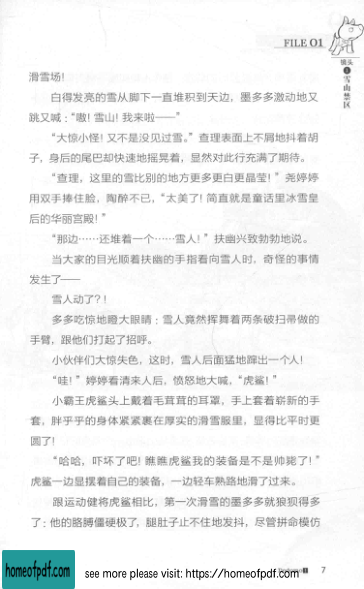 FILE 01
镜头
1
雪山禁区
滑雪场!
白得发亮的雪从脚下一直堆积到天边,墨多多激动地又
跳又喊:“嗷!雪山!我来啦——”
“大惊小怪!又不是没见过雪。”查理表面上不屑地抖着胡
子,身后的尾巴却快速地摇晃着,显然对此行充满了期待。
“查理,这里的雪比别的地方更多更白更晶莹!”尧婷婷
用双手捧住脸,陶醉不已,“太美了!简直就是童话里冰雪皇
后的华丽宫殿!”
“那边……还堆着一个……雪人!”扶幽兴致勃勃地说。
当大家的目光顺着扶幽的手指看向雪人时,奇怪的事情
发生了——
雪人动了?!
多多吃惊地瞪大眼睛:雪人竟然挥舞着两条破扫帚做的
手臂,跟他们打起了招呼。
小伙伴们大惊失色,这时,雪人后面猛地蹿出一个人!
“哇!”婷婷看清来人后,愤怒地大喊,“虎鲨!”
小霸王虎鲨头上戴着毛茸茸的耳罩,手上套着崭新的手
套,胖乎乎的身体紧紧裹在厚实的滑雪服里,显得比平时更
圆了!
“哈哈,吓坏了吧!瞧瞧虎鲨我的装备是不是帅毙了!”
虎鲨一边显摆着自己的装备,一边轻车熟路地滑了过来。
跟运动健将虎鲨相比,第一次滑雪的墨多多就狼狈得多
了:他的胳膊僵硬极了,腿肚子止不住地发抖,尽管拼命模仿
7
homeofpdf.com
see more please visit: https://homeofpdf.com